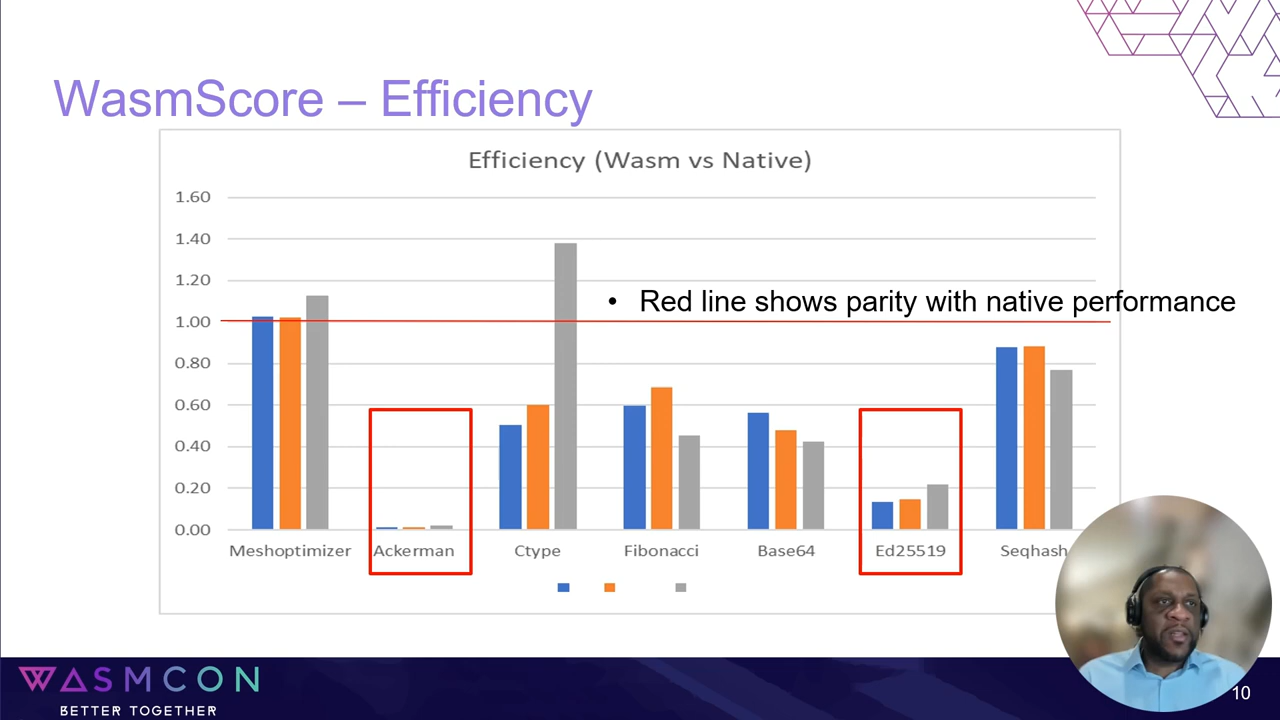 WasmScore – Efficiency
Efficiency (Wasm vs Native)
1.60
1.40
1.20
1.00
0.80
0.60
0.40
0.20
0.00
• Red line shows parity with native performance
Meshoptimizer Ackerman Ctype Fibonacci Base64 Ed25519 Seqhash
WASMCON
BETTER TOGETHER
10